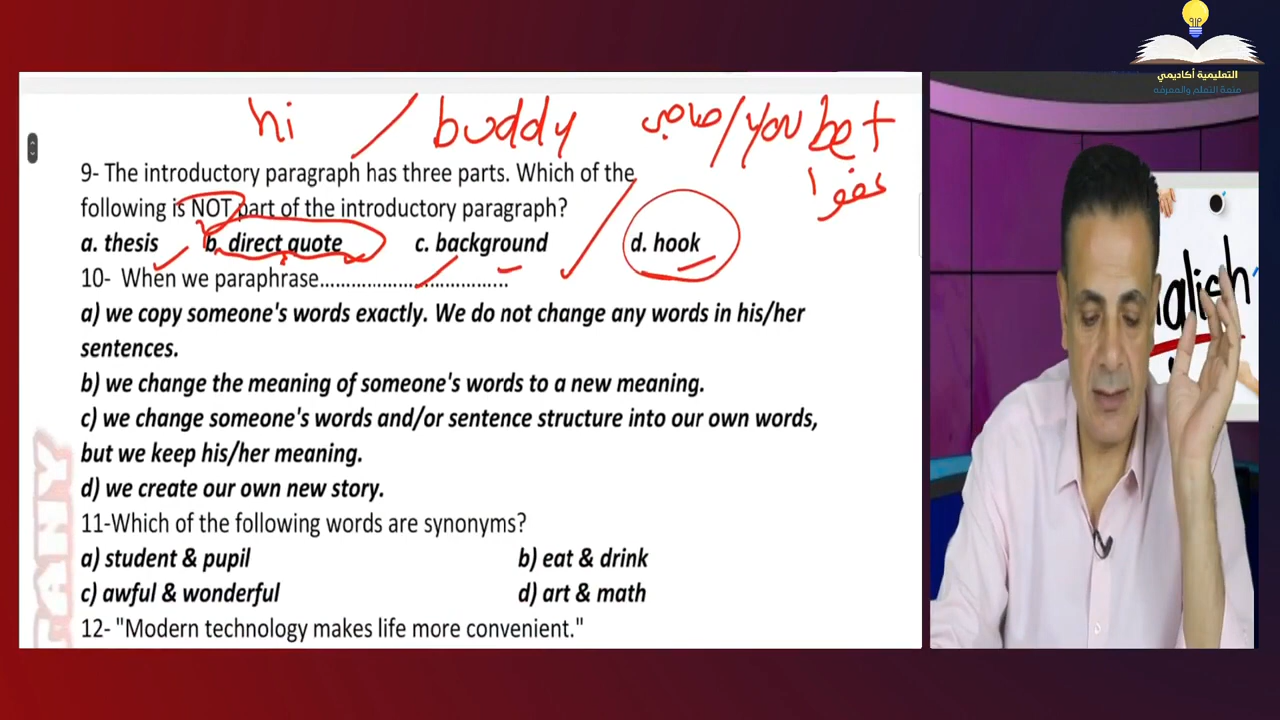 التعليمية أكاديمي
منصة التعلم والمعرفه
hi / buddy صاحبي / you bet
عفوا
9- The introductory paragraph has three parts. Which of the
following is NOT part of the introductory paragraph?
a. thesis b. direct quote c. background d. hook
10- When we paraphrase...................................
a) we copy someone's words exactly. We do not change any words in his/her
sentences.
b) we change the meaning of someone's words to a new meaning.
c) we change someone's words and/or sentence structure into our own words,
but we keep his/her meaning.
d) we create our own new story.
11-Which of the following words are synonyms?
a) student & pupil b) eat & drink
c) awful & wonderful d) art & math
12- "Modern technology makes life more convenient."